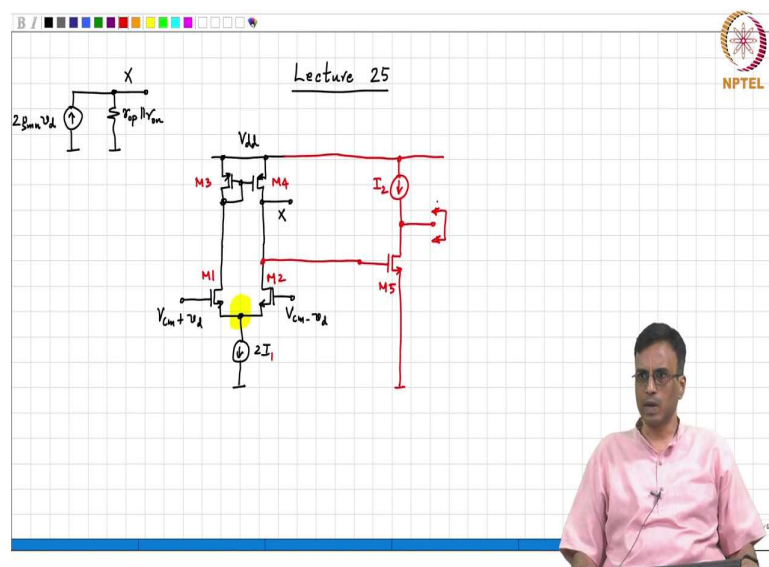 B I
Lecture 25
NPTEL
X
2gmn vd
rop || ron
Vdd
M3
M4
I2
X
M1
M2
M5
Vcm + vd
Vcm - vd
2I1